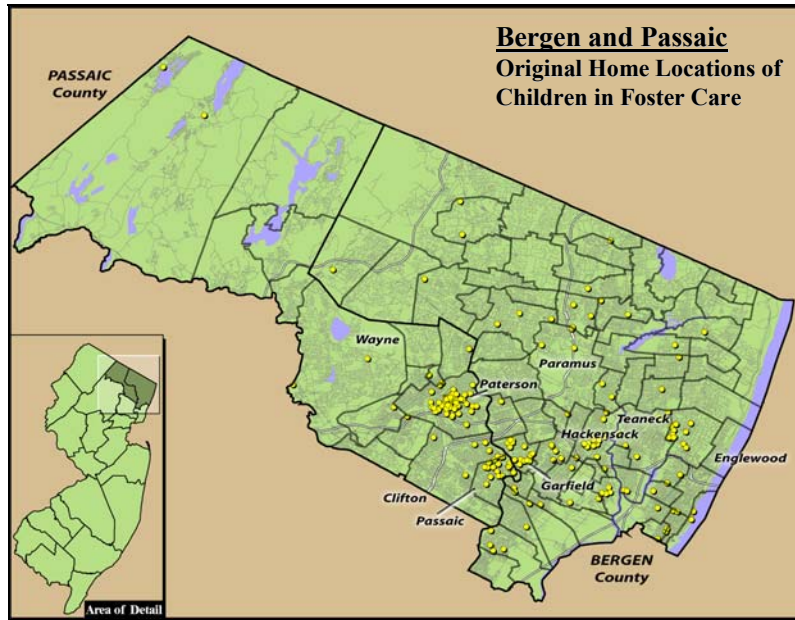 Bergen and Passaic
Original Home Locations of
Children in Foster Care
PASSAIC
County
Wayne
Paramus
Paterson
Teaneck
Hackensack
Englewood
Garfield
Clifton
Passaic
BERGEN
County
Area of Detail